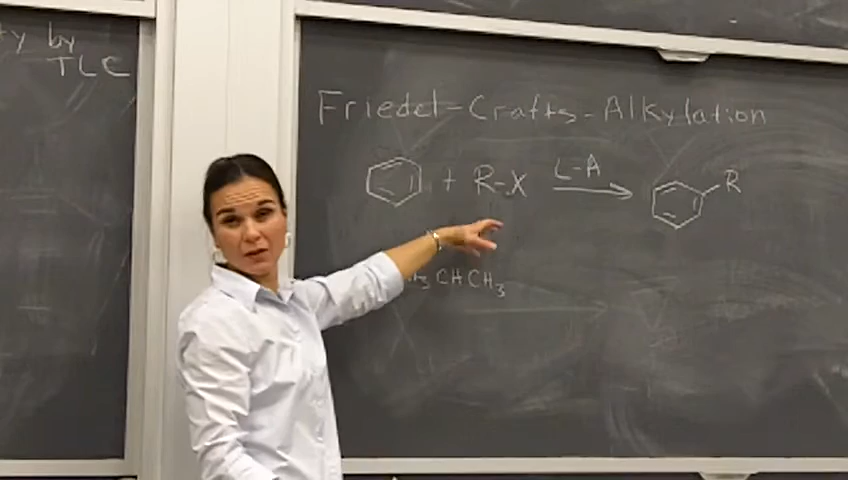 by
TLC
Friedel-Crafts-Alkylation
+ R-X L-A R
CHCH₃